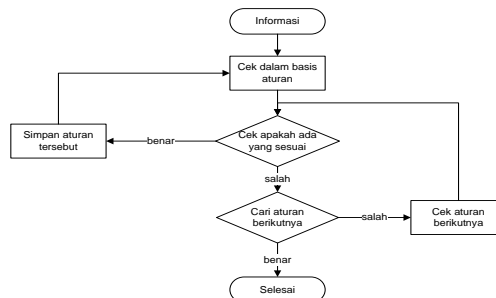 Informasi
Cek dalam basis
aturan
Cek apakah ada
yang sesuai
benar
Simpan aturan
tersebut
salah
Cari aturan
berikutnya
salah
Cek aturan
berikutnya
benar
Selesai